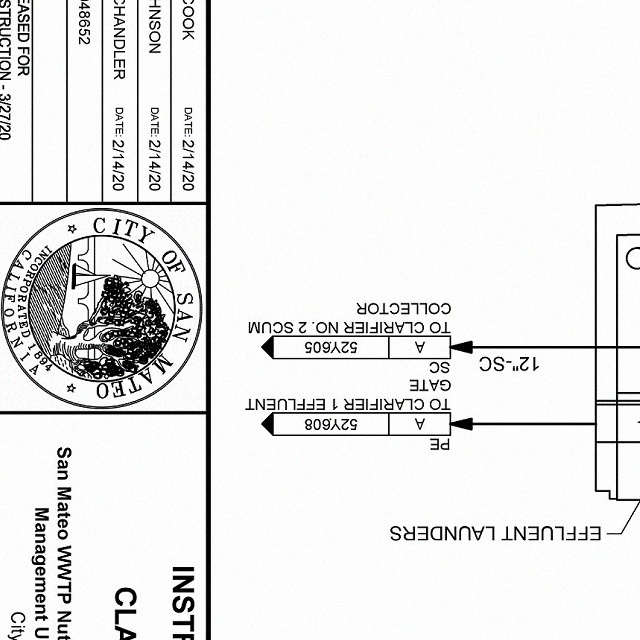 COOK
HNSON
CHANDLER
DATE: 2/14/20
DATE: 2/14/20
DATE: 2/14/20
48652
EASED FOR
STRUCTION - 3/27/20
CITY OF SAN MATEO
INCORPORATED 1894
CALIFORNIA
San Mateo WWTP Nut
Management U
City
INSTR
CLA
EFFLUENT LAUNDERS
PE
A
52Y608
TO CLARIFIER 1 EFFLUENT
GATE
SC
12"-SC
A
52Y605
TO CLARIFIER NO. 2 SCUM
COLLECTOR